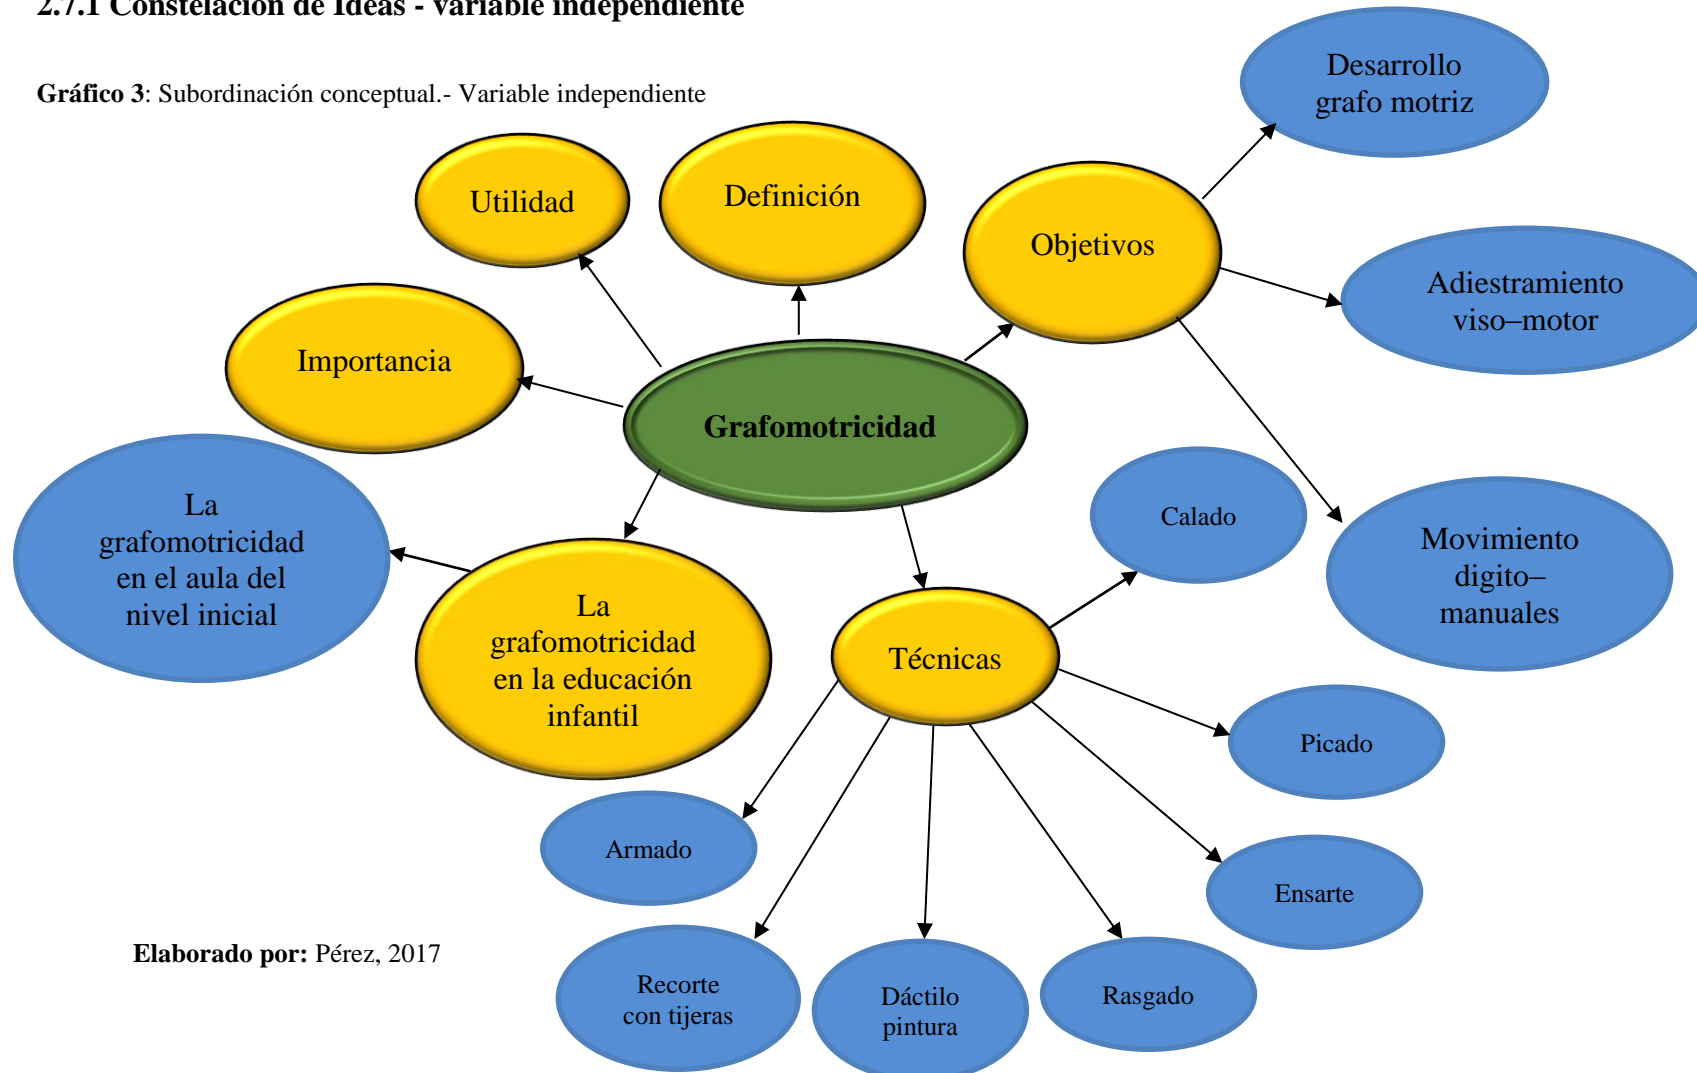 2.7.1 Constelación de Ideas - variable independiente
Gráfico 3: Subordinación conceptual.- Variable independiente
Desarrollo
grafo motriz
Utilidad
Definición
Objetivos
Adiestramiento
viso–motor
Importancia
Grafomotricidad
La
grafomotricidad
en el aula del
nivel inicial
Calado
Movimiento
digito–
manuales
La
grafomotricidad
en la educación
infantil
Técnicas
Picado
Armado
Ensarte
Elaborado por: Pérez, 2017
Recorte
con tijeras
Dáctilo
pintura
Rasgado